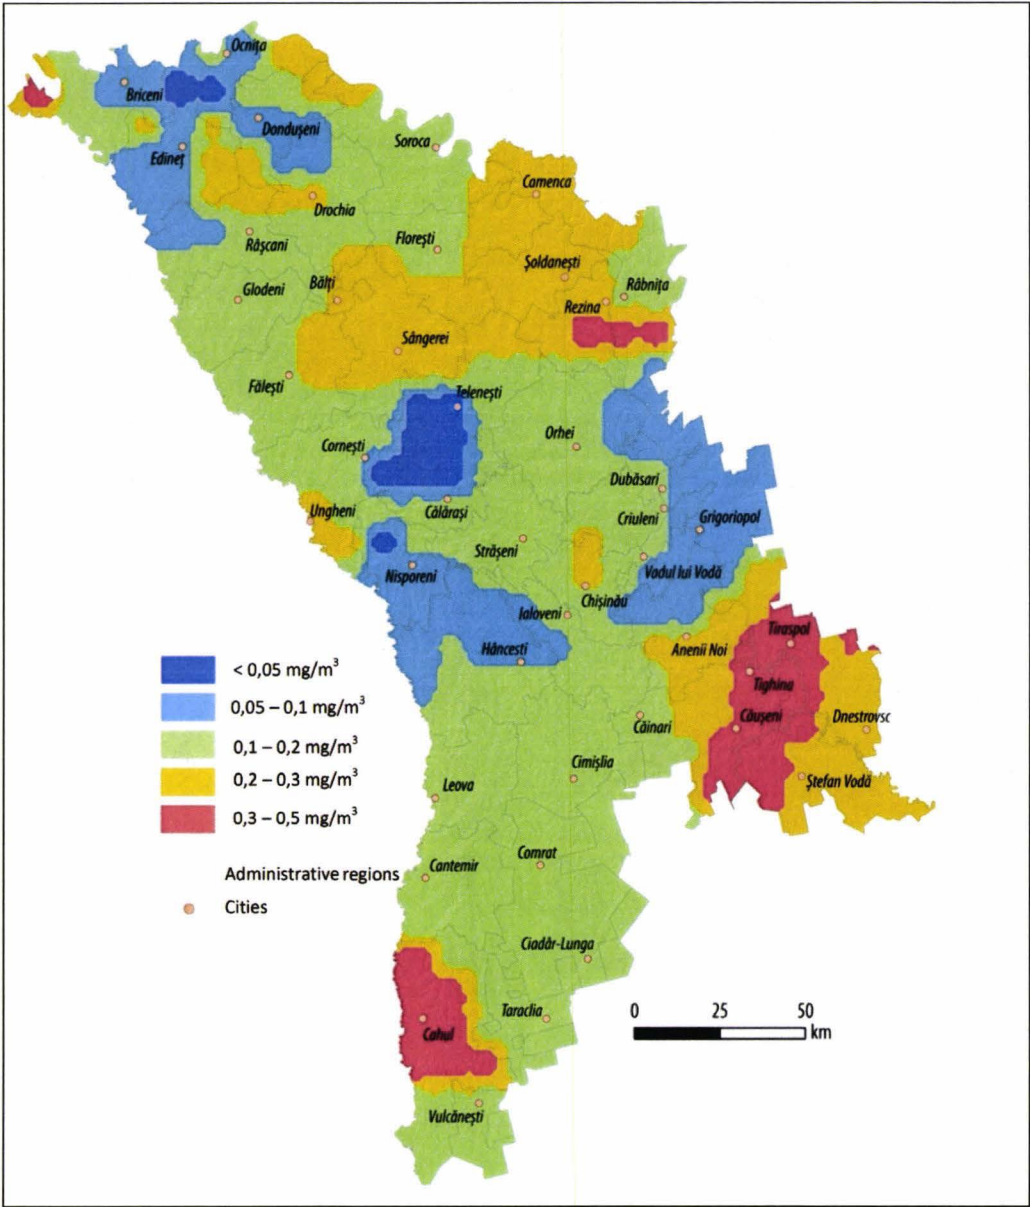 Ocnița
Briceni
Dondușeni
Soroca
Edineț
Camenca
Drochia
Râșcani
Florești
Șoldanești
Glodeni
Bălți
Râbnița
Rezina
Sângerei
Fălești
Telenești
Cornești
Orhei
Dubăsari
Ungheni
Călărași
Criuleni
Grigoriopol
Strășeni
Nisporeni
Vadul lui Vodă
Chișinău
Ialoveni
Hâncesti
Anenii Noi
Tiraspol
Tighina
Căușeni
Dnestrovsc
Căinari
Cimișlia
Ștefan Vodă
Leova
< 0,05 mg/m³
0,05 – 0,1 mg/m³
0,1 – 0,2 mg/m³
0,2 – 0,3 mg/m³
0,3 – 0,5 mg/m³
Administrative regions
Cities
Cantemir
Comrat
Ciadâr-Lunga
Cahul
Taraclia
Vulcănești
0 25 50
km